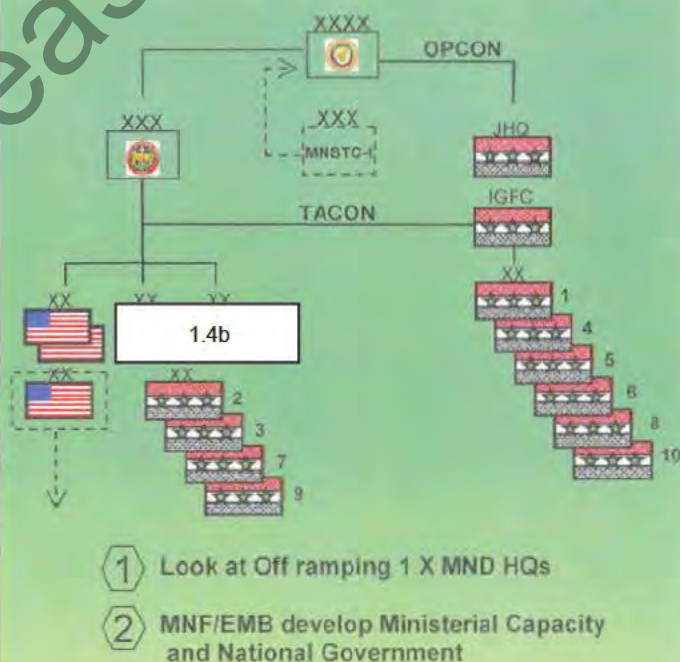 eas
XXXX
OPCON
XXX
XXX
MNSTC-I
JHQ
IGFC
TACON
XX
XX
XX
XX
1.4b
1
4
5
6
8
10
XX
XX
2
3
7
9
1 Look at Off ramping 1 X MND HQs
2 MNF/EMB develop Ministerial Capacity
and National Government